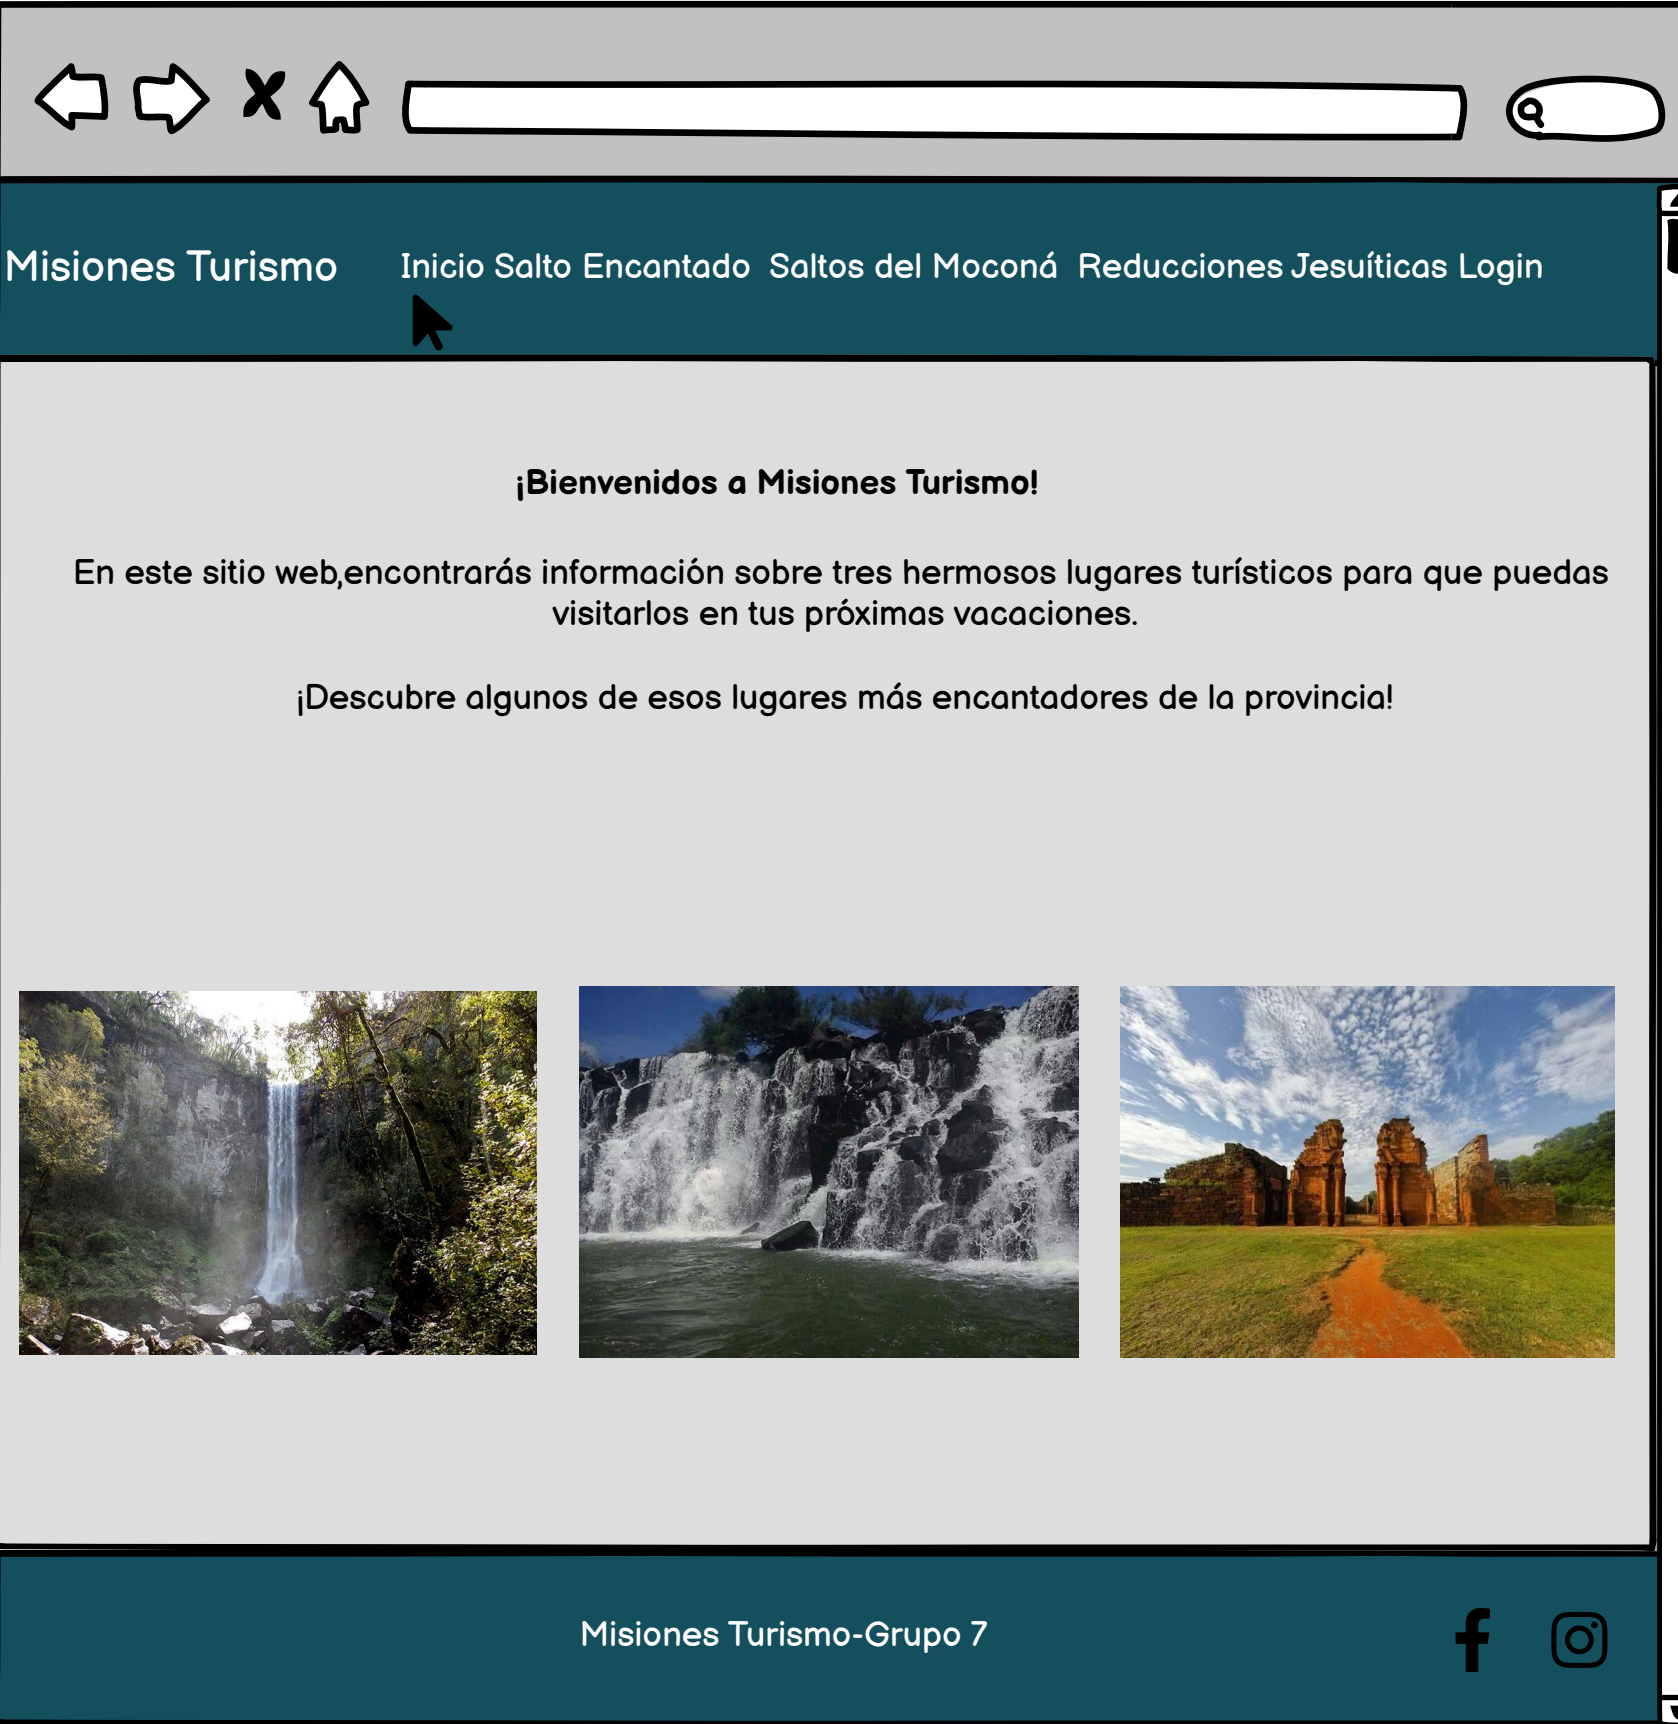 Misiones Turismo Inicio Salto Encantado Saltos del Moconá Reducciones Jesuíticas Login
¡Bienvenidos a Misiones Turismo!
En este sitio web,encontrarás información sobre tres hermosos lugares turísticos para que puedas
visitarlos en tus próximas vacaciones.
¡Descubre algunos de esos lugares más encantadores de la provincia!
Misiones Turismo-Grupo 7